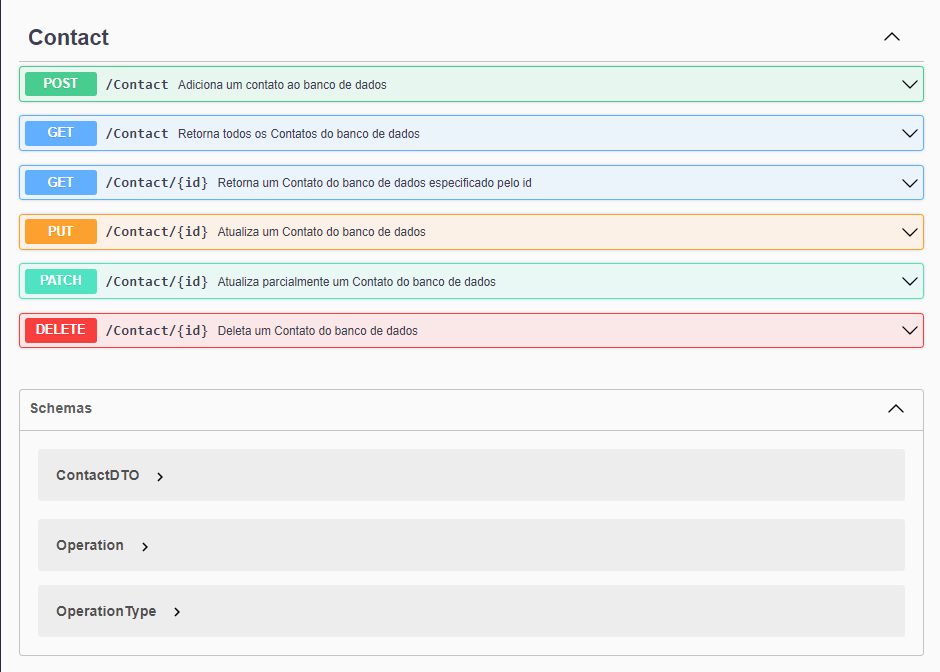 Contact
POST /Contact Adiciona um contato ao banco de dados
GET /Contact Retorna todos os Contatos do banco de dados
GET /Contact/{id} Retorna um Contato do banco de dados especificado pelo id
PUT /Contact/{id} Atualiza um Contato do banco de dados
PATCH /Contact/{id} Atualiza parcialmente um Contato do banco de dados
DELETE /Contact/{id} Deleta um Contato do banco de dados
Schemas
ContactDTO
Operation
OperationType